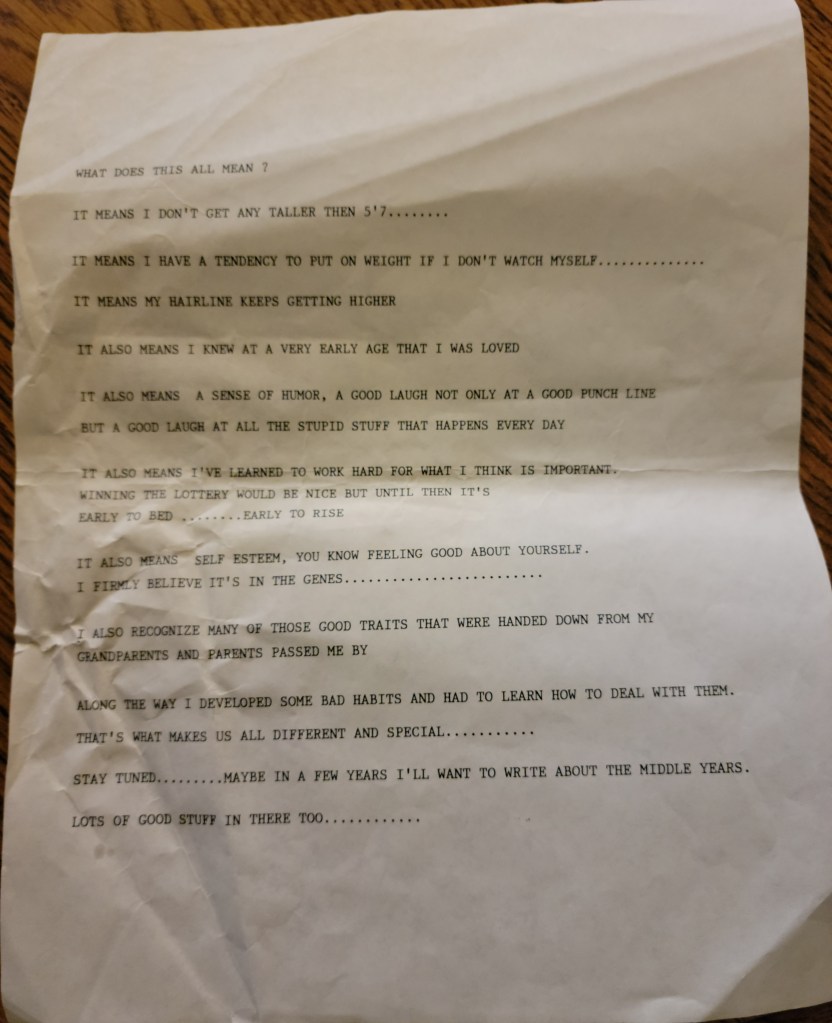 WHAT DOES THIS ALL MEAN ?
IT MEANS I DON'T GET ANY TALLER THEN 5'7........
IT MEANS I HAVE A TENDENCY TO PUT ON WEIGHT IF I DON'T WATCH MYSELF..............
IT MEANS MY HAIRLINE KEEPS GETTING HIGHER
IT ALSO MEANS I KNEW AT A VERY EARLY AGE THAT I WAS LOVED
IT ALSO MEANS  A SENSE OF HUMOR, A GOOD LAUGH NOT ONLY AT A GOOD PUNCH LINE
BUT A GOOD LAUGH AT ALL THE STUPID STUFF THAT HAPPENS EVERY DAY
IT ALSO MEANS I'VE LEARNED TO WORK HARD FOR WHAT I THINK IS IMPORTANT.
WINNING THE LOTTERY WOULD BE NICE BUT UNTIL THEN IT'S
EARLY TO BED ........EARLY TO RISE
IT ALSO MEANS  SELF ESTEEM, YOU KNOW FEELING GOOD ABOUT YOURSELF.
I FIRMLY BELIEVE IT'S IN THE GENES.........................
I ALSO RECOGNIZE MANY OF THOSE GOOD TRAITS THAT WERE HANDED DOWN FROM MY
GRANDPARENTS AND PARENTS PASSED ME BY
ALONG THE WAY I DEVELOPED SOME BAD HABITS AND HAD TO LEARN HOW TO DEAL WITH THEM.
THAT'S WHAT MAKES US ALL DIFFERENT AND SPECIAL...........
STAY TUNED.........MAYBE IN A FEW YEARS I'LL WANT TO WRITE ABOUT THE MIDDLE YEARS.
LOTS OF GOOD STUFF IN THERE TOO............